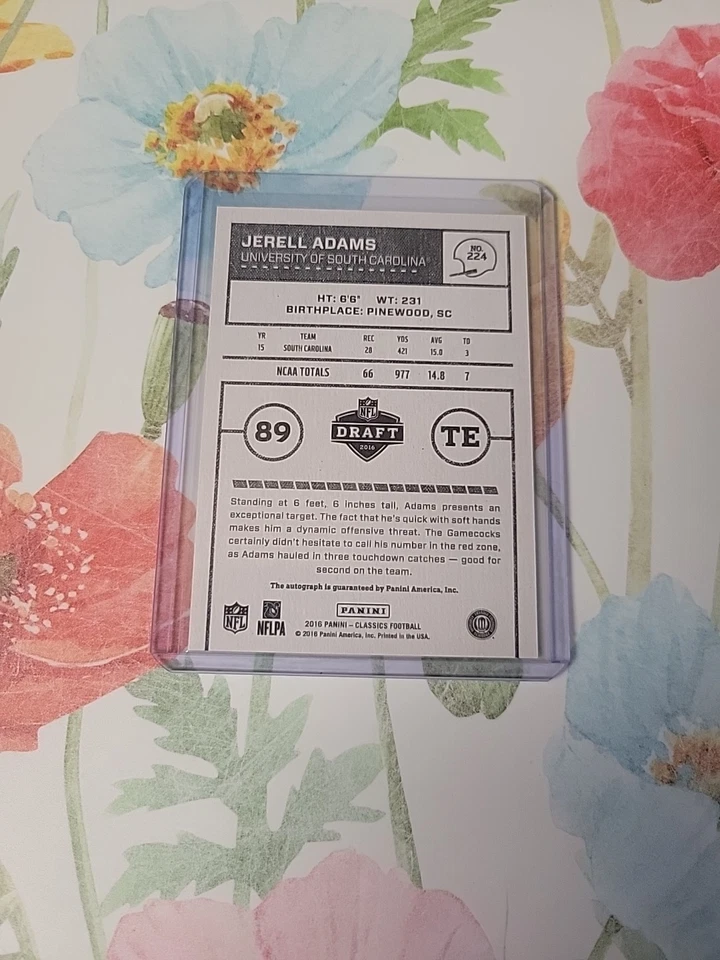 JERELL ADAMS
UNIVERSITY OF SOUTH CAROLINA
NO.
224
HT: 6'6" WT: 231
BIRTHPLACE: PINEWOOD, SC
YR TEAM REC YDS AVG TD
15 SOUTH CAROLINA 28 421 15.0 3
NCAA TOTALS 66 977 14.8 7
89
NFL
DRAFT
2016
TE
Standing at 6 feet, 6 inches tall, Adams presents an
exceptional target. The fact that he's quick with soft hands
makes him a dynamic offensive threat. The Gamecocks
certainly didn't hesitate to call his number in the red zone,
as Adams hauled in three touchdown catches — good for
second on the team.
The autograph is guaranteed by Panini America, Inc.
NFL
NFLPA
PANINI
2016 PANINI – CLASSICS FOOTBALL
© 2016 Panini America, Inc. Printed in the USA.